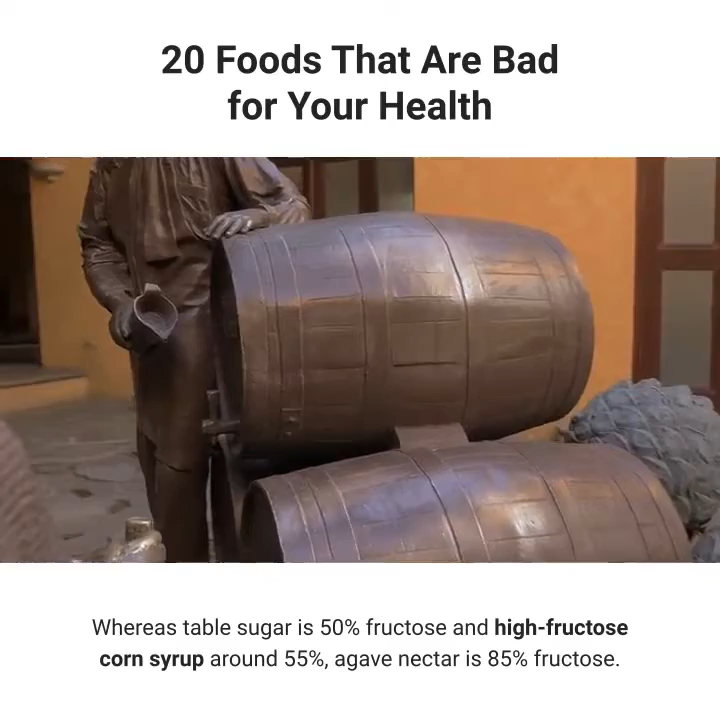 20 Foods That Are Bad
for Your Health
Whereas table sugar is 50% fructose and high-fructose
corn syrup around 55%, agave nectar is 85% fructose.